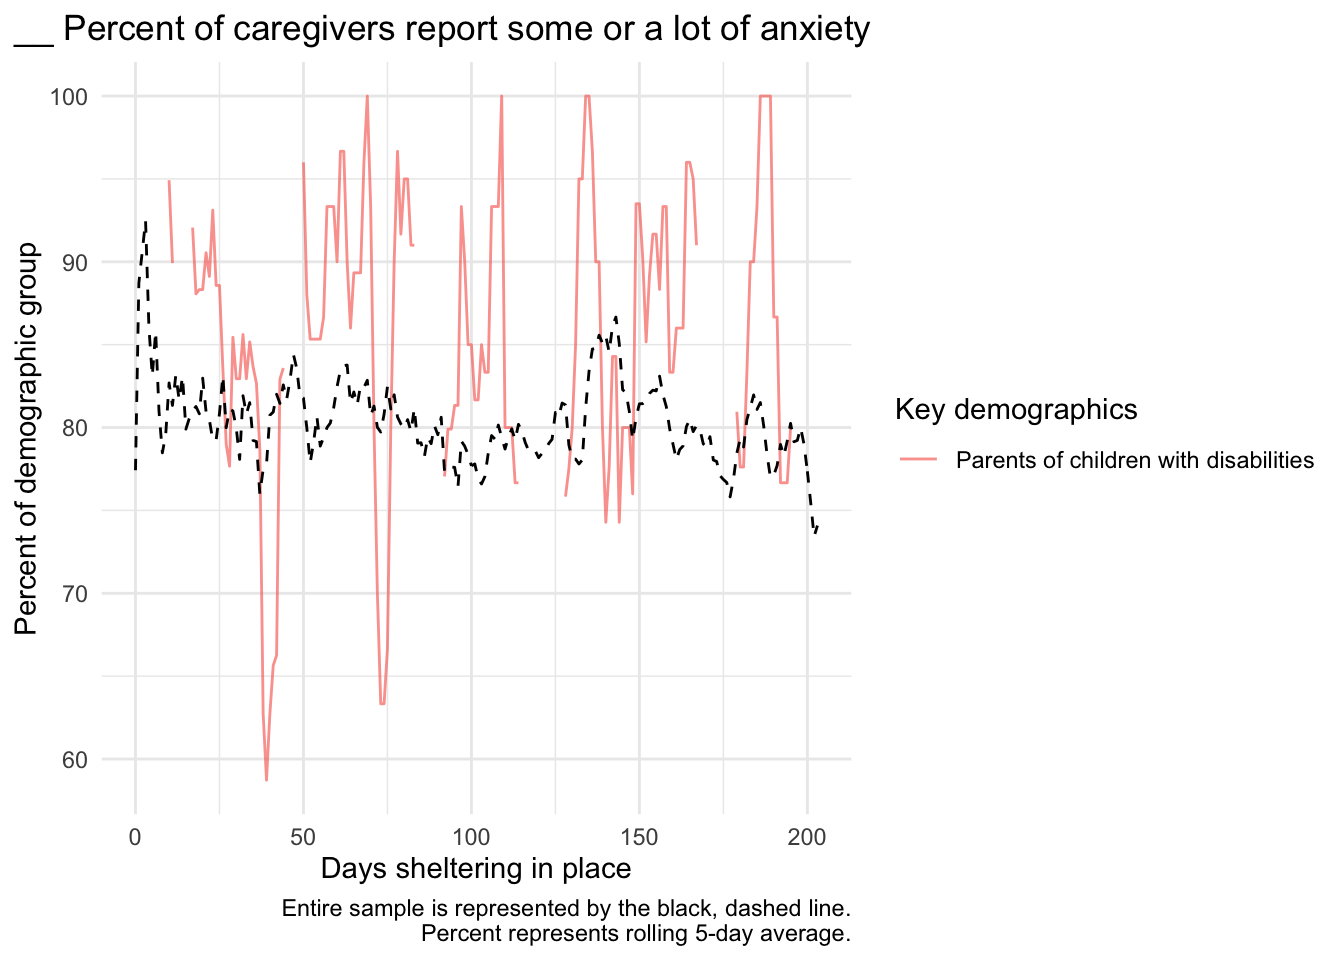 __ Percent of caregivers report some or a lot of anxiety
Percent of demographic group
100
90
80
70
60
0 50 100 150 200
Days sheltering in place
Key demographics
Parents of children with disabilities
Entire sample is represented by the black, dashed line.
Percent represents rolling 5-day average.